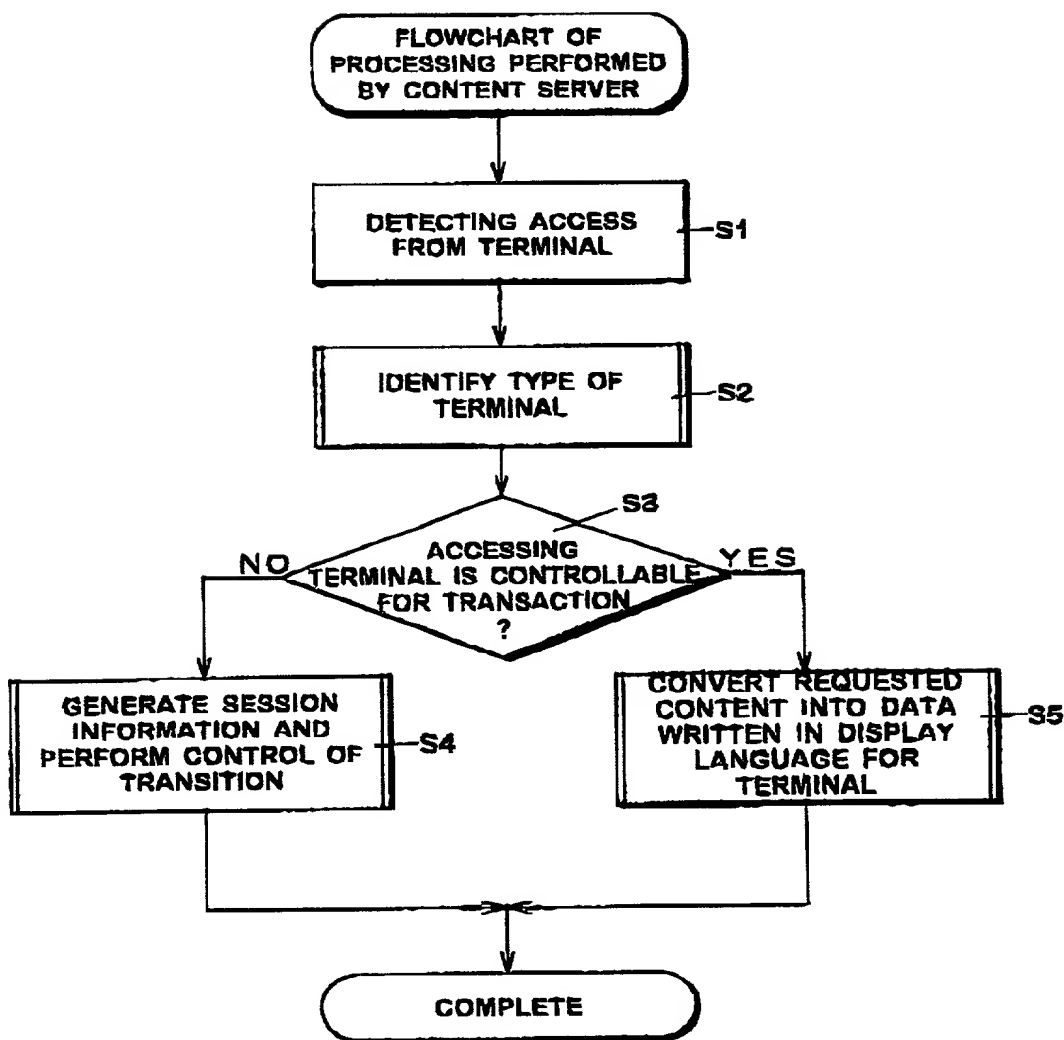 FLOWCHART OF
PROCESSING PERFORMED
BY CONTENT SERVER
DETECTING ACCESS
FROM TERMINAL
S1
IDENTIFY TYPE OF
TERMINAL
S2
S3
NO
ACCESSING
TERMINAL IS CONTROLLABLE
FOR TRANSACTION
?
YES
GENERATE SESSION
INFORMATION AND
PERFORM CONTROL OF
TRANSITION
S4
CONVERT REQUESTED
CONTENT INTO DATA
WRITTEN IN DISPLAY
LANGUAGE FOR
TERMINAL
S5
COMPLETE